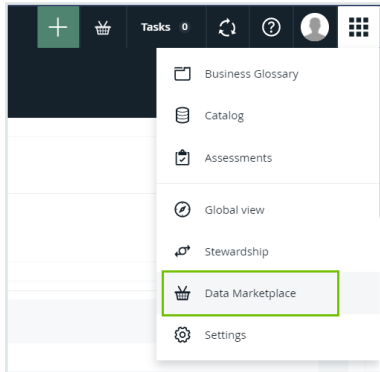 Tasks 0
Business Glossary
Catalog
Assessments
Global view
Stewardship
Data Marketplace
Settings